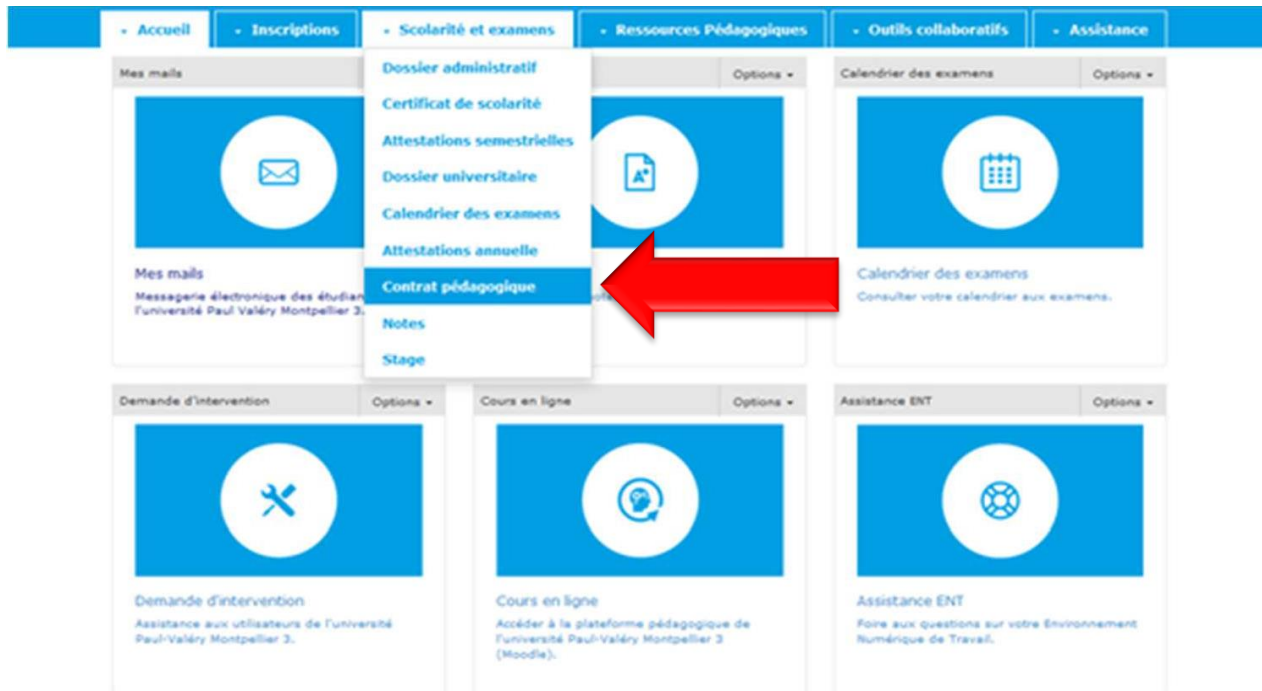 Accueil
Inscriptions
Scolarité et examens
Ressources Pédagogiques
Outils collaboratifs
Assistance
Mes mails
Options
Calendrier des examens
Options
Dossier administratif
Certificat de scolarité
Attestations semestrielles
Dossier universitaire
Calendrier des examens
Attestations annuelle
Contrat pédagogique
Notes
Stage
A+
Mes mails
Messagerie électronique des étudian
l'université Paul Valéry Montpellier 3.
Calendrier des examens
Consulter votre calendrier aux examens.
Demande d'intervention
Options
Cours en ligne
Options
Assistance ENT
Options
Demande d'intervention
Assistance aux utilisateurs de l'université
Paul-Valéry Montpellier 3.
Cours en ligne
Accéder à la plateforme pédagogique de
l'université Paul-Valéry Montpellier 3
(Moodle).
Assistance ENT
Foire aux questions sur votre Environnement
Numérique de Travail.